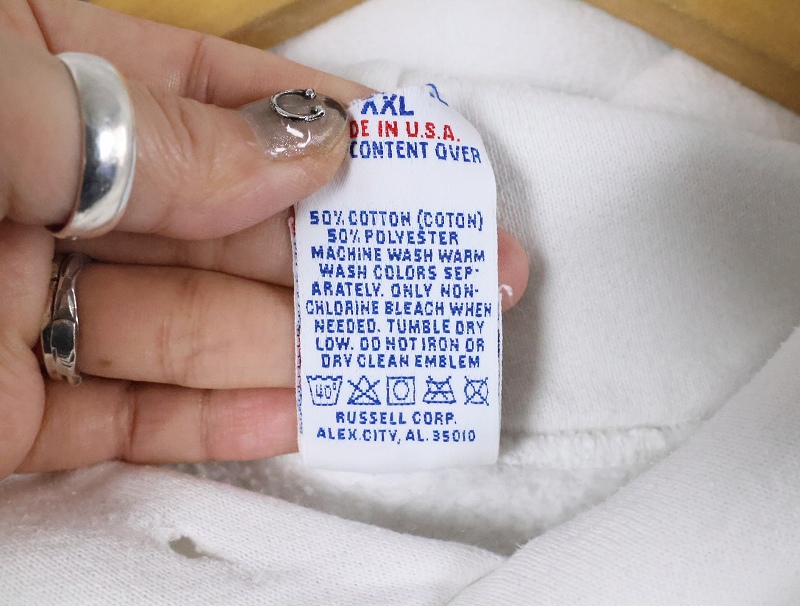 XXL
DE IN U.S.A.
CONTENT OVER
50% COTTON (COTON)
50% POLYESTER
MACHINE WASH WARM
WASH COLORS SEP-
ARATELY. ONLY NON-
CHLORINE BLEACH WHEN
NEEDED. TUMBLE DRY
LOW. DO NOT IRON OR
DRY CLEAN EMBLEM
40°
RUSSELL CORP.
ALEX.CITY, AL. 35010